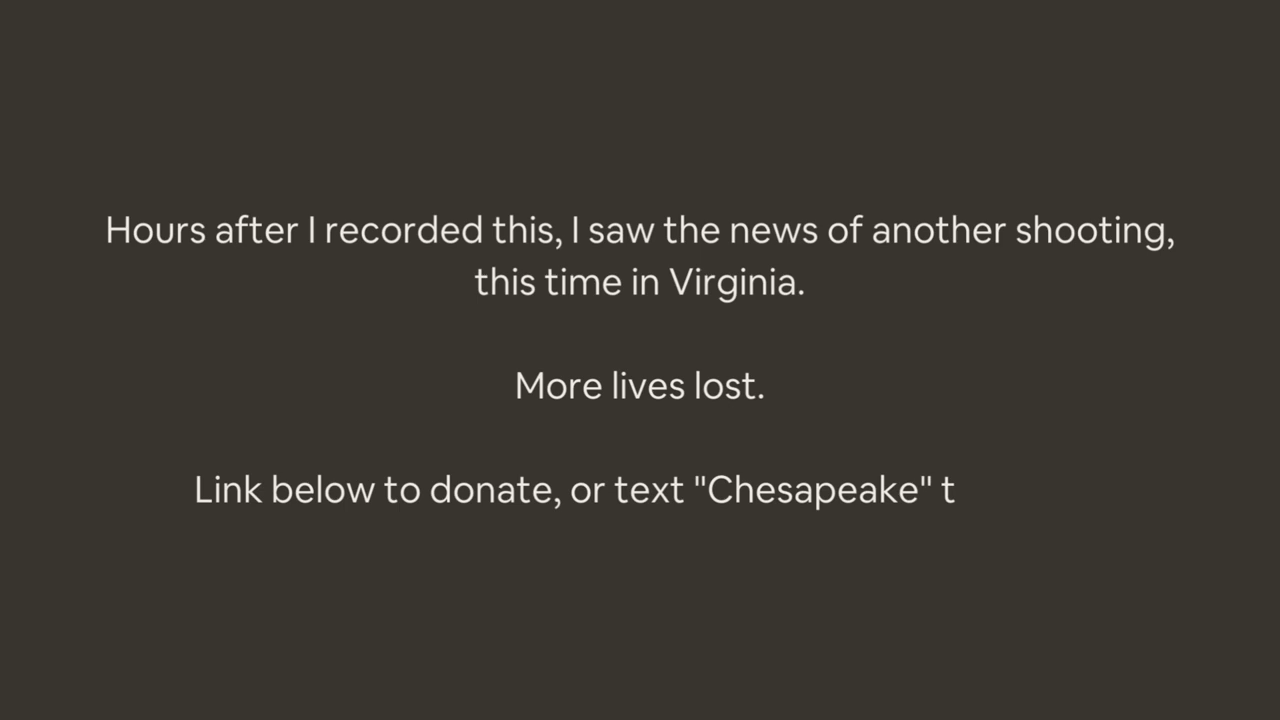 Hours after I recorded this, I saw the news of another shooting,
this time in Virginia.
More lives lost.
Link below to donate, or text "Chesapeake" t